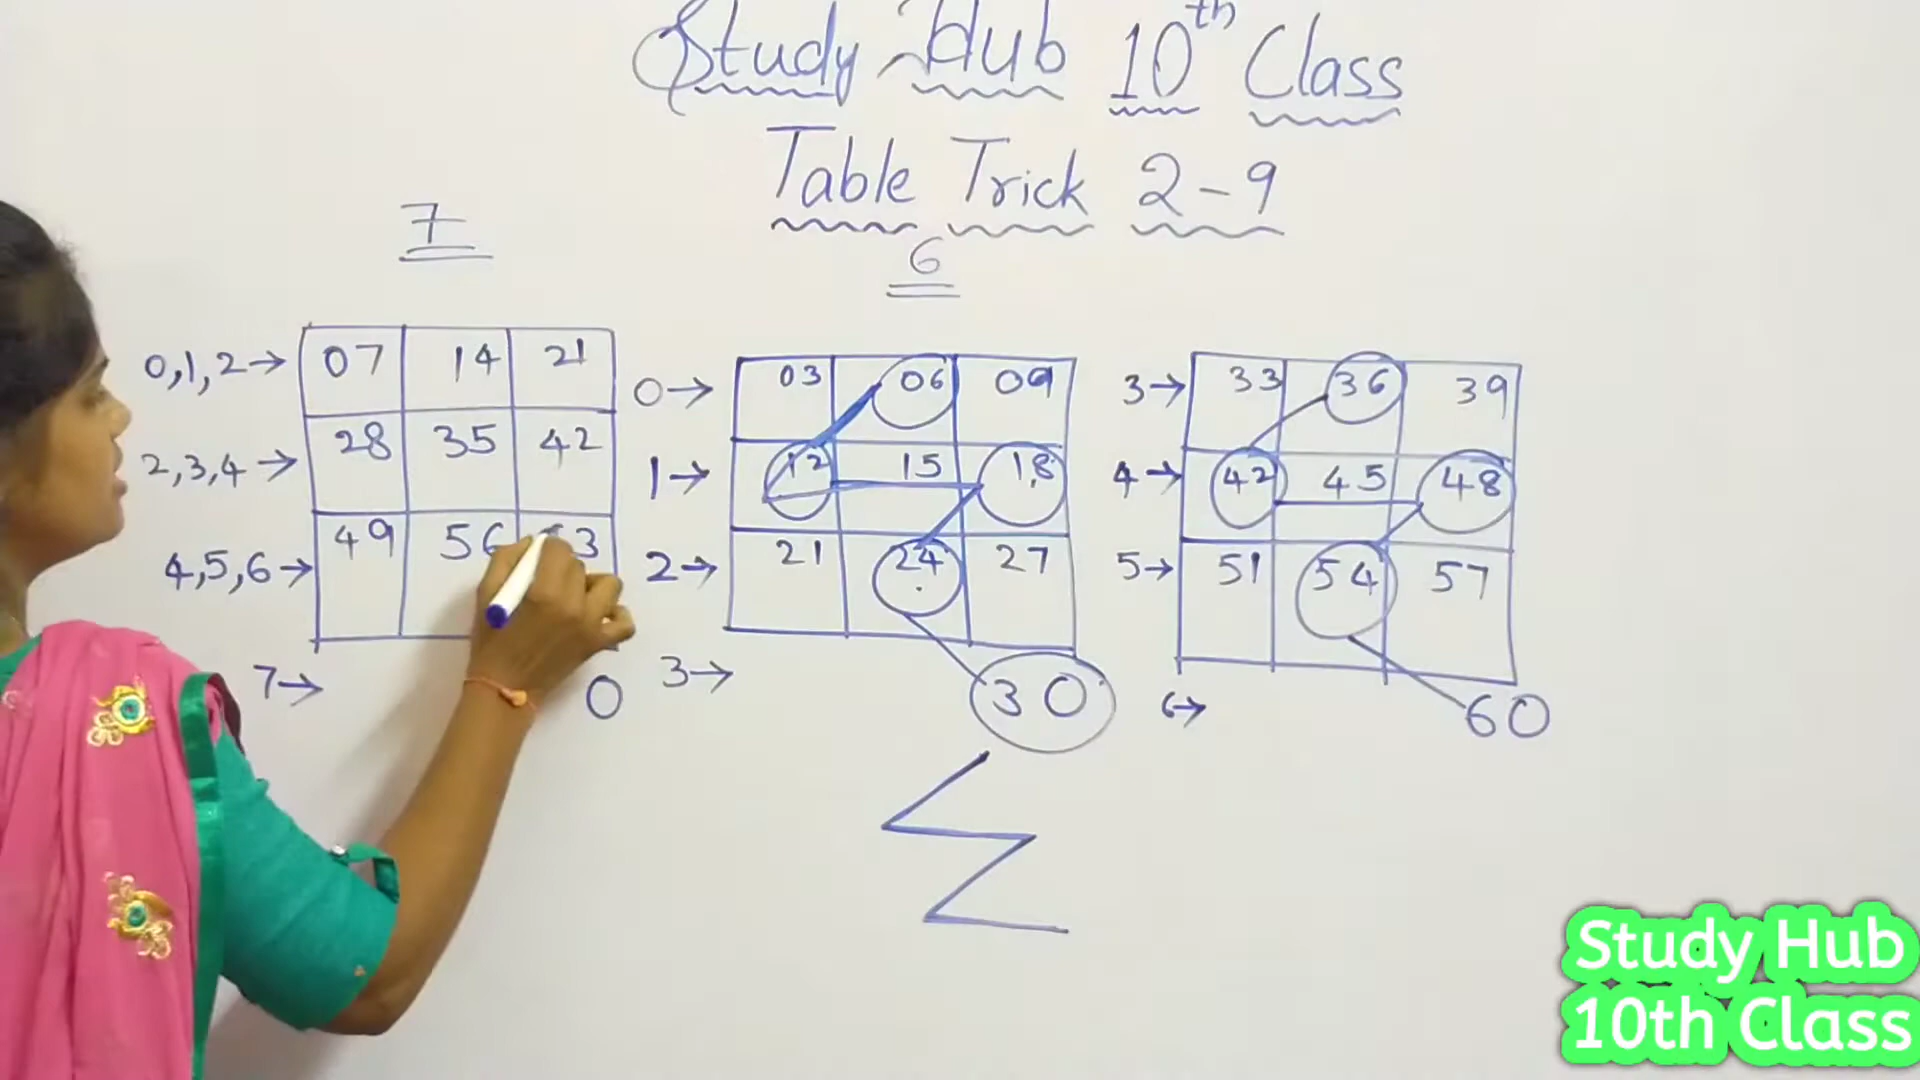 Study Hub 10th Class
Table Trick 2-9
7
6
0,1,2→ 07 14 21
2,3,4→ 28 35 42
4,5,6→ 49 56 3
7→ 0
0→ 03 06 09
1→ 12 15 18
2→ 21 24 27
3→ 30
3→ 33 36 39
4→ 42 45 48
5→ 51 54 57
6→ 60
Study Hub
10th Class